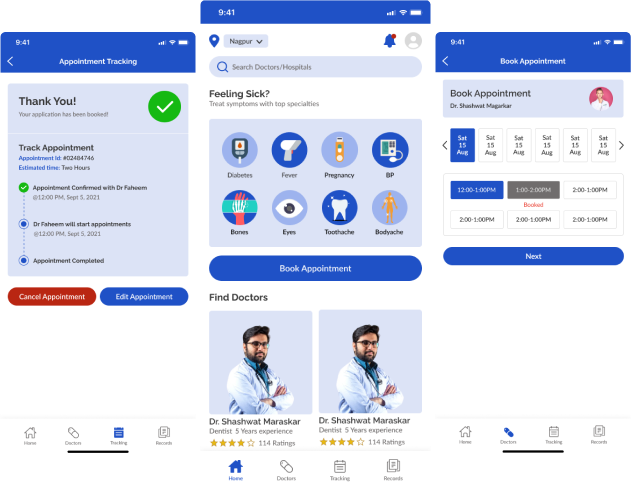 9:41
Appointment Tracking
Thank You!
Your application has been booked!
Track Appointment
Appointment Id: #02484746
Estimated time: Two Hours
Appointment Confirmed with Dr Faheem
@12:00 PM, Sept 5, 2021
Dr Faheem will start appointments
@12:00 PM, Sept 5, 2021
Appointment Completed
Cancel Appointment
Edit Appointment
Home
Doctors
Tracking
Records
9:41
Nagpur
Search Doctors/Hospitals
Feeling Sick?
Treat symptoms with top specialties
Diabetes
Fever
Pregnancy
BP
Bones
Eyes
Toothache
Bodyache
Book Appointment
Find Doctors
Dr. Shashwat Maraskar
Dentist 5 Years experience
114 Ratings
Dr. Shashwat Maraskar
Dentist 5 Years experience
114 Ratings
Home
Doctors
Tracking
Records
9:41
Book Appointment
Book Appointment
Dr. Shashwat Magarkar
Sat
15
Aug
Sat
15
Aug
Sat
15
Aug
Sat
15
Aug
Sat
15
Aug
Sat
15
Aug
12:00-1:00PM
1:00-2:00PM
2:00-1:00PM
Booked
2:00-1:00PM
2:00-1:00PM
2:00-1:00PM
Next
Home
Doctors
Tracking
Records